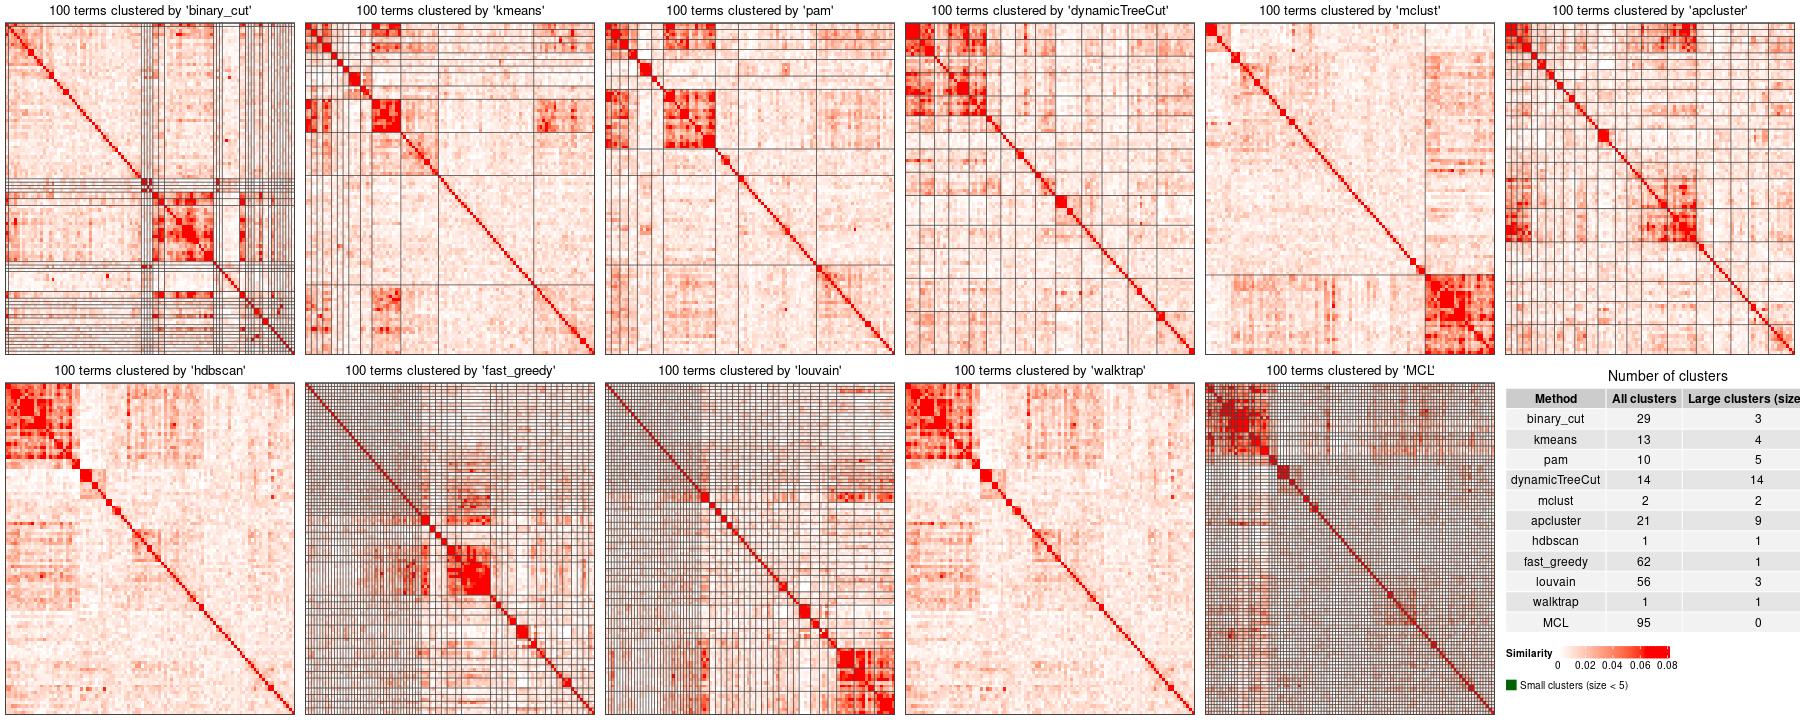 100 terms clustered by 'binary_cut'
100 terms clustered by 'kmeans'
100 terms clustered by 'pam'
100 terms clustered by 'dynamicTreeCut'
100 terms clustered by 'mclust'
100 terms clustered by 'apcluster'
100 terms clustered by 'hdbscan'
100 terms clustered by 'fast_greedy'
100 terms clustered by 'louvain'
100 terms clustered by 'walktrap'
100 terms clustered by 'MCL'
Number of clusters
Method All clusters Large clusters (size
binary_cut 29 3
kmeans 13 4
pam 10 5
dynamicTreeCut 14 14
mclust 2 2
apcluster 21 9
hdbscan 1 1
fast_greedy 62 1
louvain 56 3
walktrap 1 1
MCL 95 0
Similarity
0 0.02 0.04 0.06 0.08
Small clusters (size < 5)